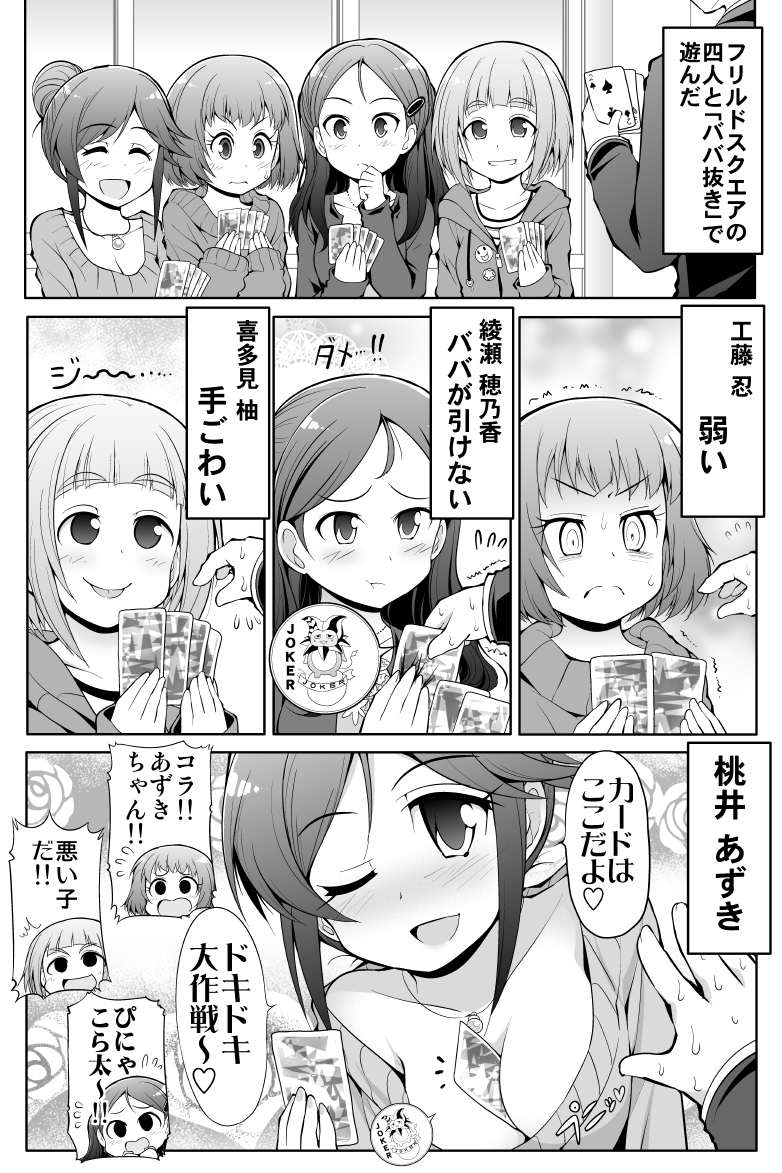 フリルドスクエアの
四人と「ババ抜き」で
遊んだ
2
工藤 忍
弱い
綾瀬 穂乃香
ババが引けない
ダメ…!!
JOKER
JOKER
喜多見 柚
手ごわい
ジ〜〜……
桃井 あずき
カードは
ここだよ♡
ドキドキ
大作戦〜♡
コラ!!
あずき
ちゃん!!
悪い子
だ!!
ぴにゃ
こら太〜!!
JOKER
JOKER